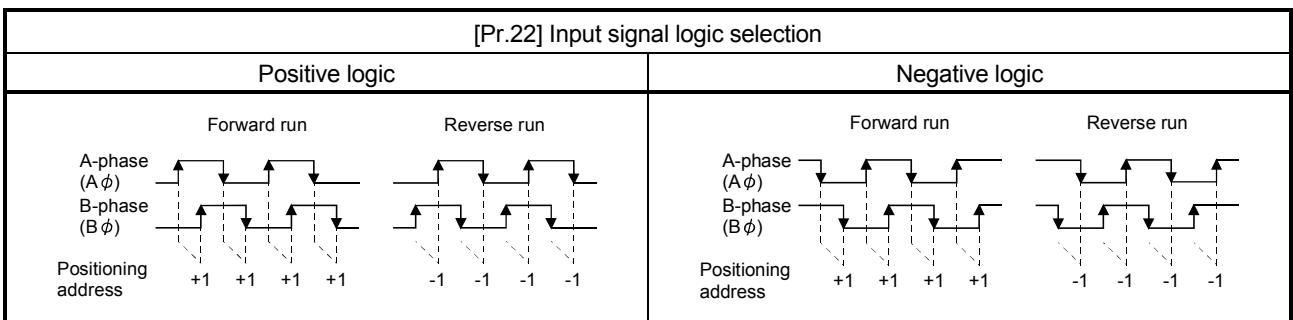 [Pr.22] Input signal logic selection
Positive logic
Negative logic
Forward run
Reverse run
A-phase
(Aϕ)
B-phase
(Bϕ)
Positioning
address
+1 +1 +1 +1
-1 -1 -1 -1
Forward run
Reverse run
A-phase
(Aϕ)
B-phase
(Bϕ)
Positioning
address
+1 +1 +1 +1
-1 -1 -1 -1